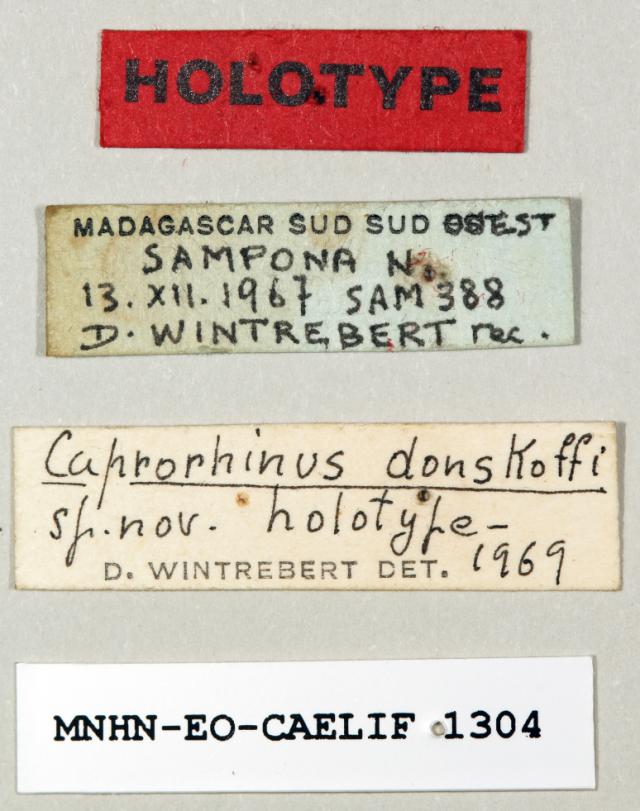 HOLOTYPE
MADAGASCAR SUD SUD EST
SAMPONA N.
13.XII.1967 SAM 388
D. WINTREBERT rec.
Caprorhinus donskoffi
sp.nov. holotype-
D. WINTREBERT DET. 1969
MNHN-EO-CAELIF 1304